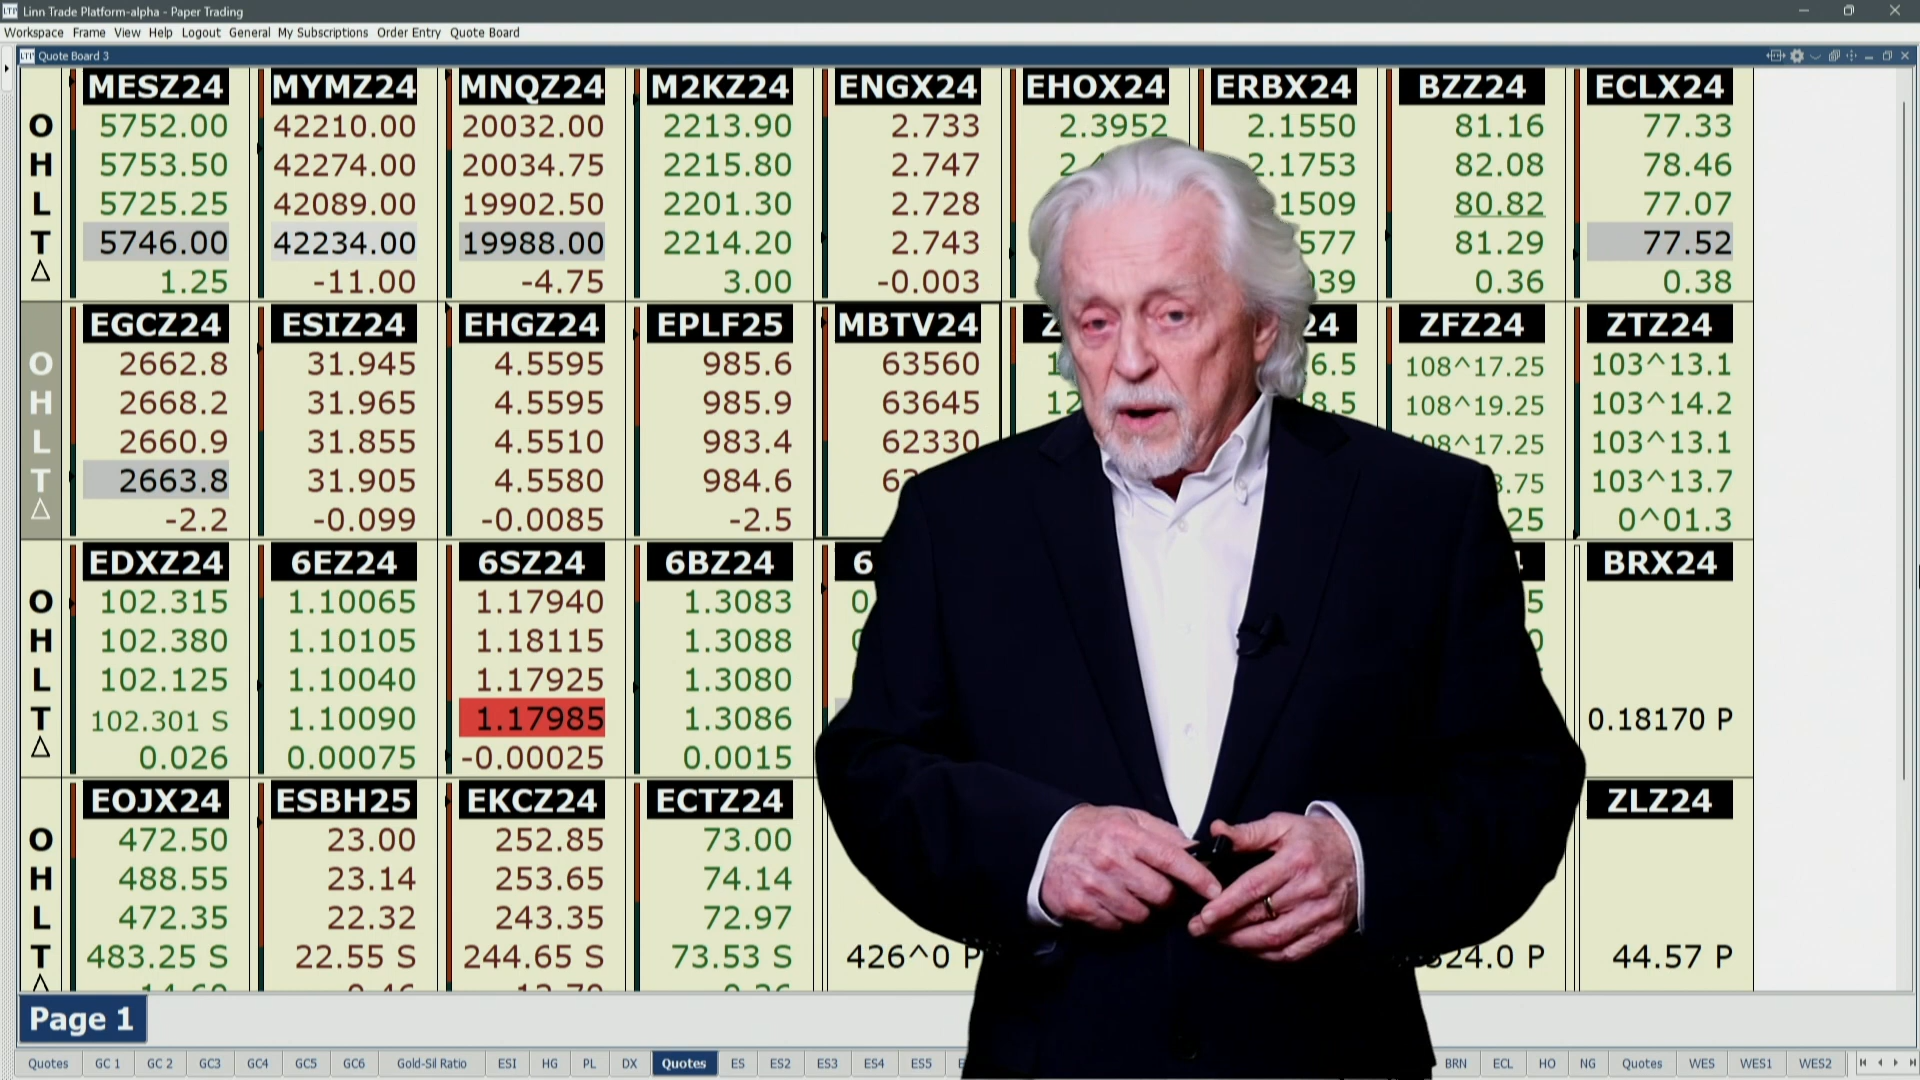 Linn Trade Platform-alpha - Paper Trading
Workspace Frame View Help Logout General My Subscriptions Order Entry Quote Board
Quote Board 3
MESZ24 MYMZ24 MNQZ24 M2KZ24 ENGX24 EHOX24 ERBX24 BZZ24 ECLX24
O 5752.00 42210.00 20032.00 2213.90 2.733 2.3952 2.1550 81.16 77.33
H 5753.50 42274.00 20034.75 2215.80 2.747 2.1753 82.08 78.46
L 5725.25 42089.00 19902.50 2201.30 2.728 80.82 77.07
T 5746.00 42234.00 19988.00 2214.20 2.743 81.29 77.52
△ 1.25 -11.00 -4.75 3.00 -0.003 0.36 0.38
EGCZ24 ESIZ24 EHGZ24 EPLF25 MBTV24 ZFZ24 ZTZ24
O 2662.8 31.945 4.5595 985.6 63560 108^17.25 103^13.1
H 2668.2 31.965 4.5595 985.9 63645 108^19.25 103^14.2
L 2660.9 31.855 4.5510 983.4 62330 103^13.1
T 2663.8 31.905 4.5580 984.6 103^13.7
△ -2.2 -0.099 -0.0085 -2.5 0^01.3
EDXZ24 6EZ24 6SZ24 6BZ24 BRX24
O 102.315 1.10065 1.17940 1.3083
H 102.380 1.10105 1.18115 1.3088
L 102.125 1.10040 1.17925 1.3080
T 102.301 S 1.10090 1.17985 1.3086 0.18170 P
△ 0.026 0.00075 -0.00025 0.0015
EOJX24 ESBH25 EKCZ24 ECTZ24 ZLZ24
O 472.50 23.00 252.85 73.00
H 488.55 23.14 253.65 74.14
L 472.35 22.32 243.35 72.97
T 483.25 S 22.55 S 244.65 S 73.53 S 426^0 P 44.57 P
Page 1
Quotes GC 1 GC 2 GC3 GC4 GC5 GC6 Gold-Sil Ratio ESI HG PL DX Quotes ES ES2 ES3 ES4 ES5 BRN ECL HO NG Quotes WES WES1 WES2